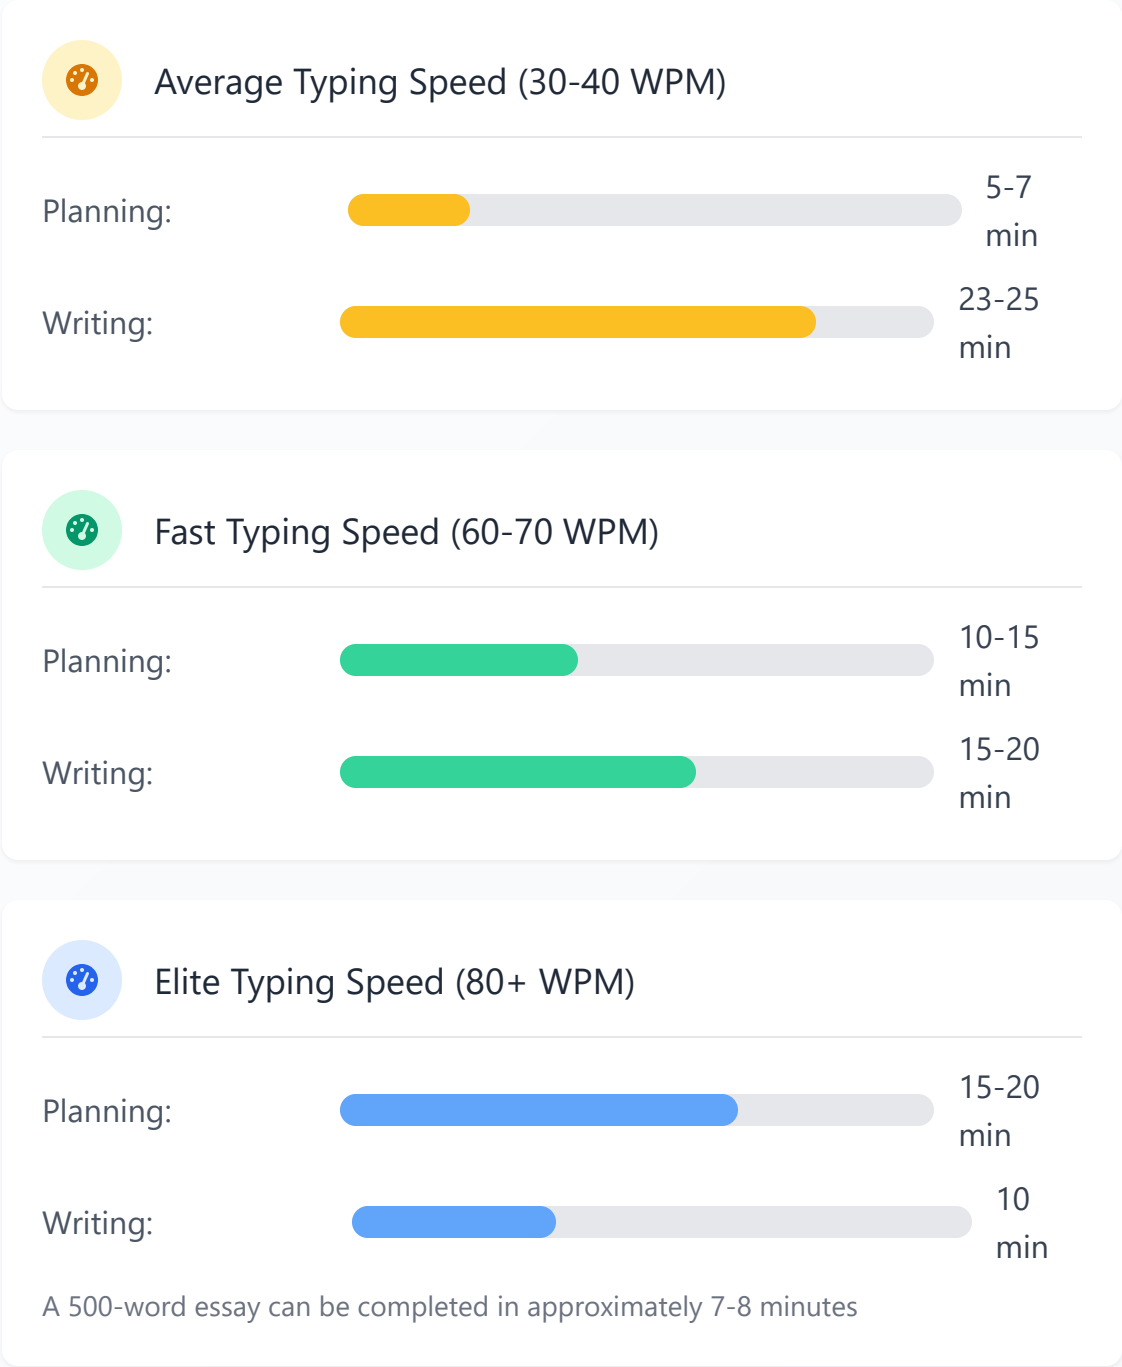 Average Typing Speed (30-40 WPM)
Planning:
5-7
min
Writing:
23-25
min
Fast Typing Speed (60-70 WPM)
Planning:
10-15
min
Writing:
15-20
min
Elite Typing Speed (80+ WPM)
Planning:
15-20
min
Writing:
10
min
A 500-word essay can be completed in approximately 7-8 minutes